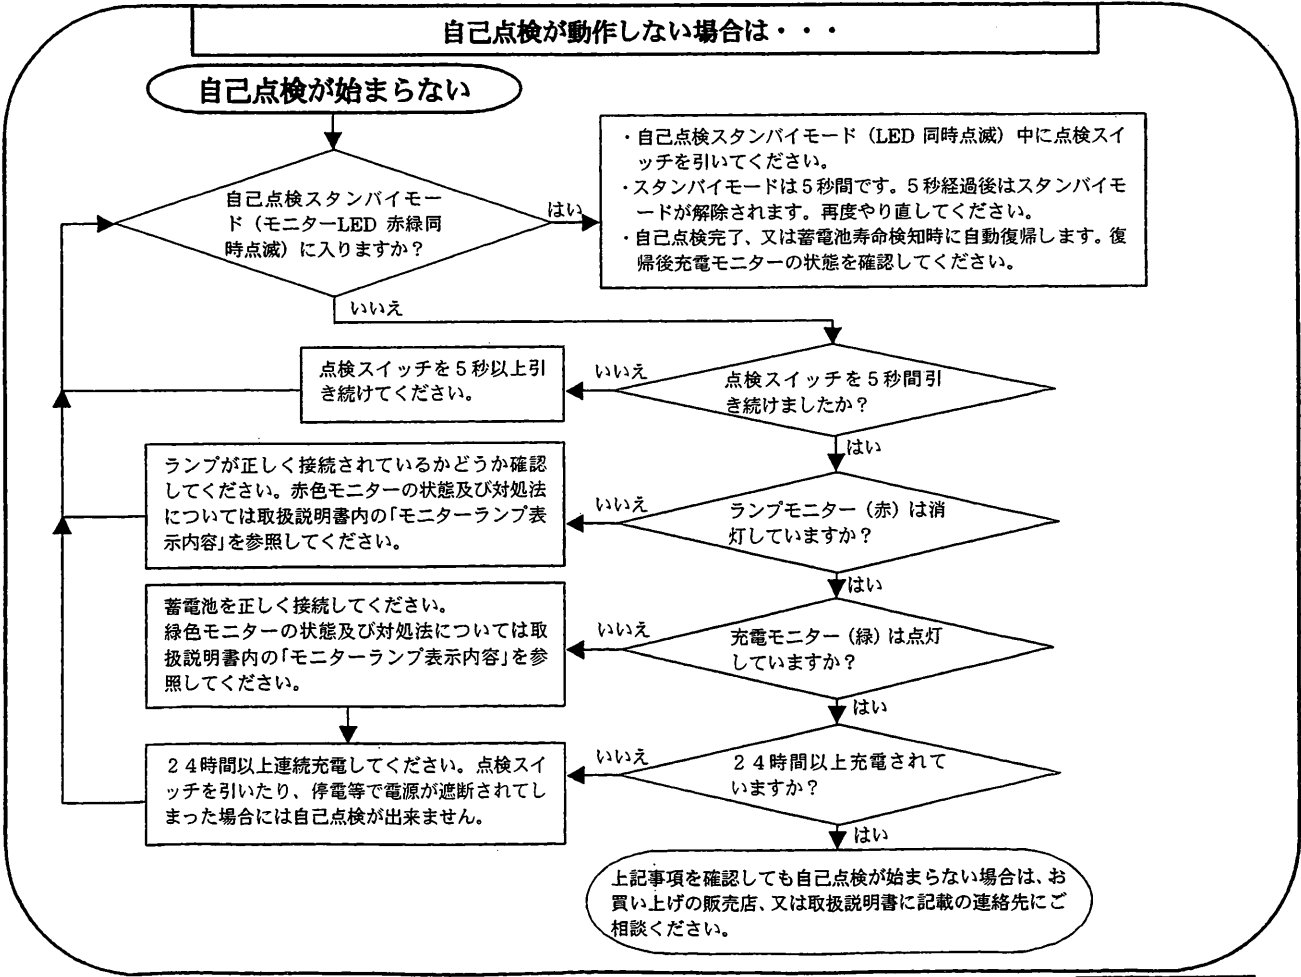 自己点検が動作しない場合は・・・
自己点検が始まらない
自己点検スタンバイモー
ド（モニターLED 赤緑同
時点滅）に入りますか？
はい
・自己点検スタンバイモード（LED 同時点滅）中に点検スイ
ッチを引いてください。
・スタンバイモードは５秒間です。５秒経過後はスタンバイモ
ードが解除されます。再度やり直してください。
・自己点検完了、又は蓄電池寿命検知時に自動復帰します。復
帰後充電モニターの状態を確認してください。
いいえ
点検スイッチを５秒間引
き続けましたか？
いいえ
点検スイッチを５秒以上引
き続けてください。
はい
ランプモニター（赤）は消
灯していますか？
いいえ
ランプが正しく接続されているかどうか確認
してください。赤色モニターの状態及び対処法
については取扱説明書内の「モニターランプ表
示内容」を参照してください。
はい
充電モニター（緑）は点灯
していますか？
いいえ
蓄電池を正しく接続してください。
緑色モニターの状態及び対処法については取
扱説明書内の「モニターランプ表示内容」を参
照してください。
はい
２４時間以上充電されて
いますか？
いいえ
２４時間以上連続充電してください。点検スイ
ッチを引いたり、停電等で電源が遮断されてし
まった場合には自己点検が出来ません。
はい
上記事項を確認しても自己点検が始まらない場合は、お
買い上げの販売店、又は取扱説明書に記載の連絡先にご
相談ください。